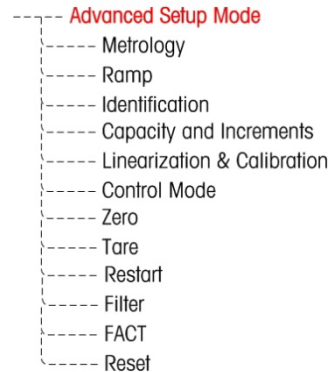 Advanced Setup Mode
Metrology
Ramp
Identification
Capacity and Increments
Linearization & Calibration
Control Mode
Zero
Tare
Restart
Filter
FACT
Reset